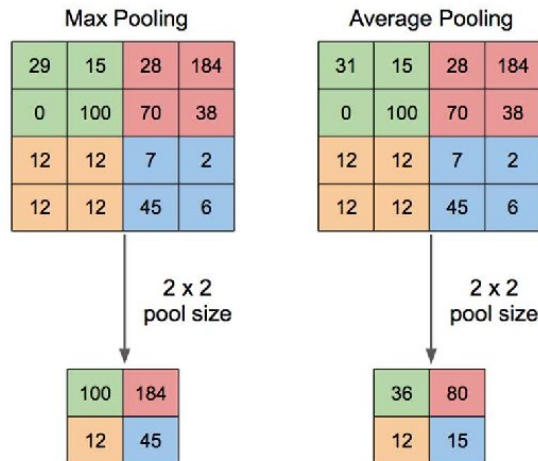 Max Pooling
29 15 28 184
0 100 70 38
12 12 7 2
12 12 45 6
2 x 2
pool size
100 184
12 45
Average Pooling
31 15 28 184
0 100 70 38
12 12 7 2
12 12 45 6
2 x 2
pool size
36 80
12 15